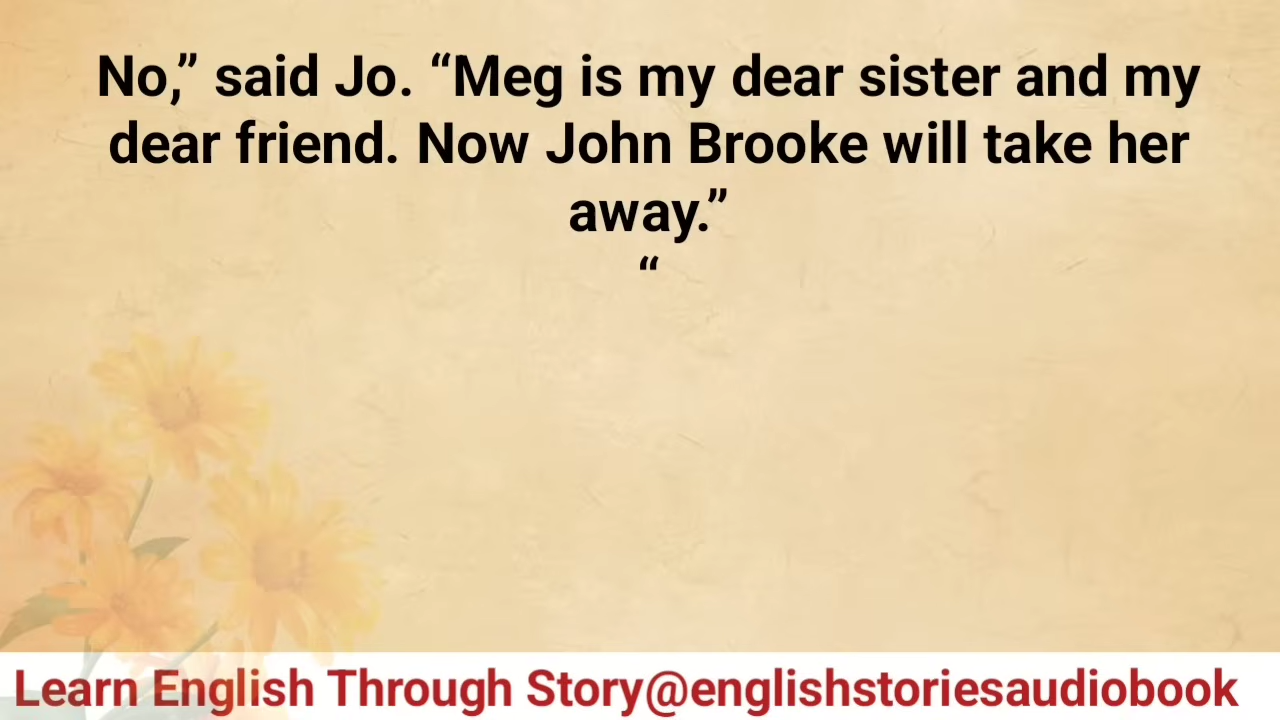 No,” said Jo. “Meg is my dear sister and my
dear friend. Now John Brooke will take her
away.”
“
Learn English Through Story@englishstoriesaudiobook